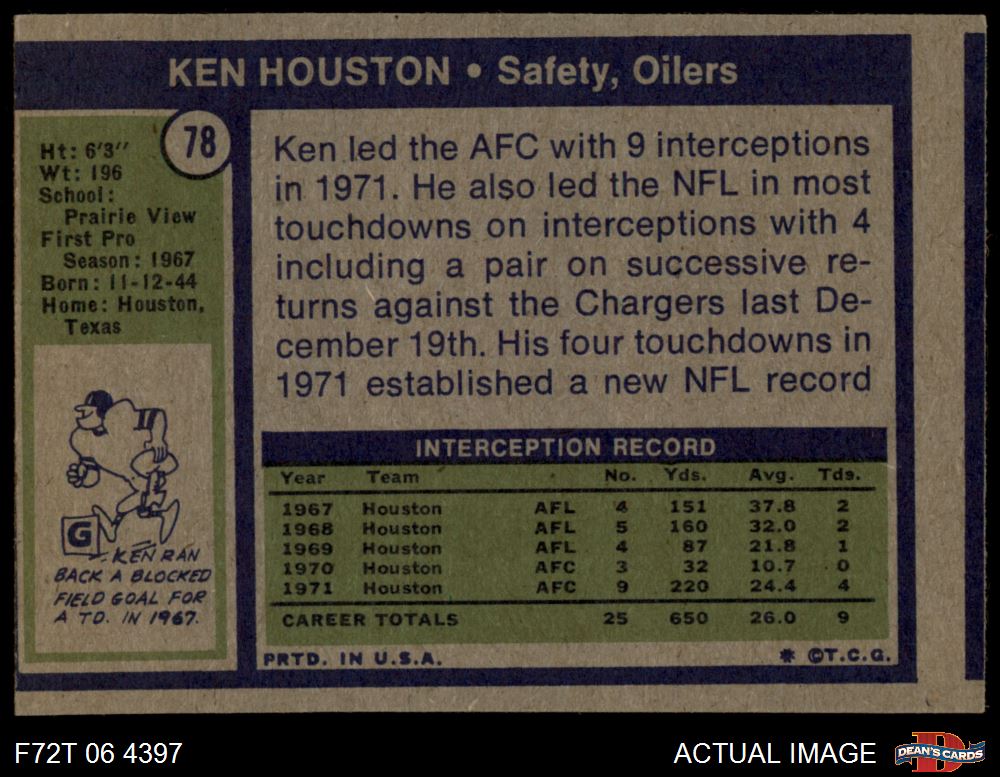 KEN HOUSTON • Safety, Oilers
78
Ht: 6'3"
Wt: 196
School:
Prairie View
First Pro
Season: 1967
Born: 11-12-44
Home: Houston,
Texas
G
KEN RAN
BACK A BLOCKED
FIELD GOAL FOR
A TD. IN 1967.
Ken led the AFC with 9 interceptions
in 1971. He also led the NFL in most
touchdowns on interceptions with 4
including a pair on successive re-
turns against the Chargers last De-
cember 19th. His four touchdowns in
1971 established a new NFL record
INTERCEPTION RECORD
Year Team No. Yds. Avg. Tds.
1967 Houston AFL 4 151 37.8 2
1968 Houston AFL 5 160 32.0 2
1969 Houston AFL 4 87 21.8 1
1970 Houston AFC 3 32 10.7 0
1971 Houston AFC 9 220 24.4 4
CAREER TOTALS 25 650 26.0 9
PRTD. IN U.S.A. * ©T.C.G.
F72T 06 4397 ACTUAL IMAGE DEAN'S CARDS